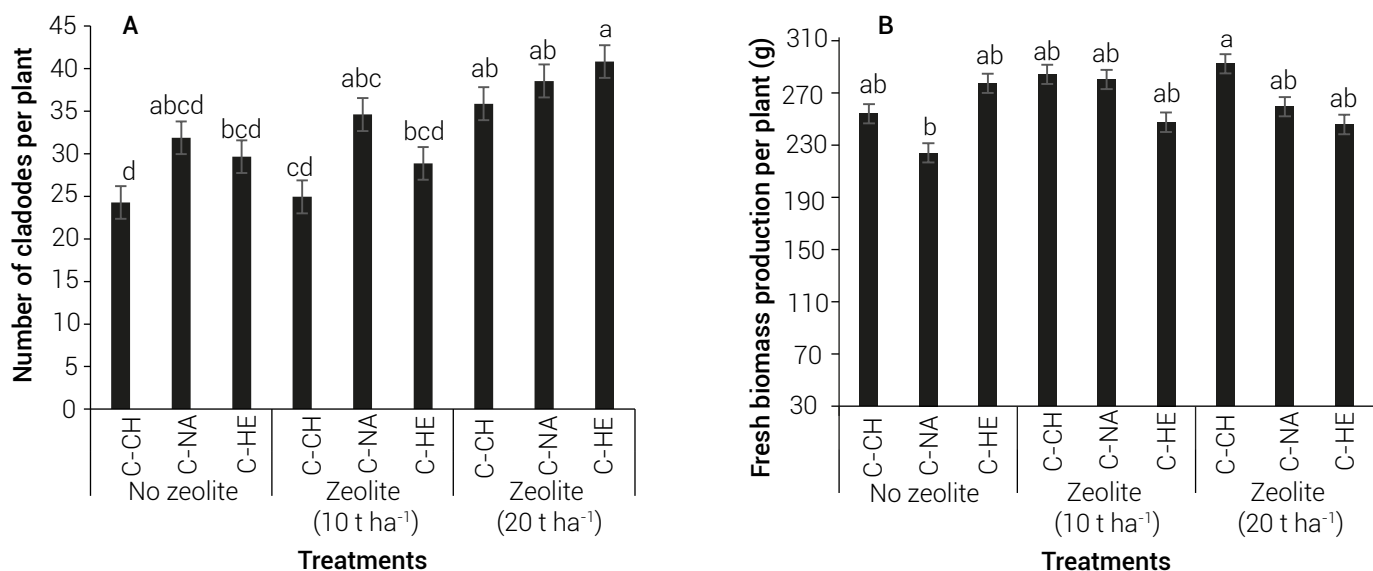 A
Number of cladodes per plant
45
40
35
30
25
20
15
10
5
0
d
abcd
bcd
cd
abc
bcd
ab
ab
a
C-CH
C-NA
C-HE
C-CH
C-NA
C-HE
C-CH
C-NA
C-HE
No zeolite
Zeolite
(10 t ha⁻¹)
Zeolite
(20 t ha⁻¹)
Treatments
B
Fresh biomass production per plant (g)
310
270
230
190
150
110
70
30
ab
b
ab
ab
ab
ab
a
ab
ab
C-CH
C-NA
C-HE
C-CH
C-NA
C-HE
C-CH
C-NA
C-HE
No zeolite
Zeolite
(10 t ha⁻¹)
Zeolite
(20 t ha⁻¹)
Treatments